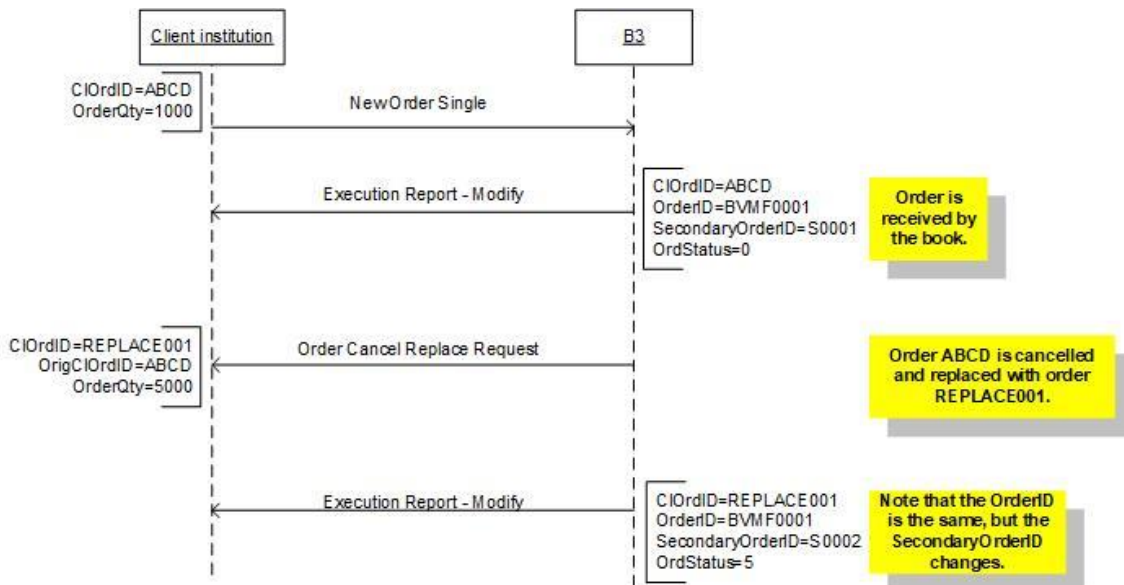 Client institution
B3
ClOrdID=ABCD
OrderQty=1000
New Order Single
Execution Report - Modify
ClOrdID=ABCD
OrderID=BVMF0001
SecondaryOrderID=S0001
OrdStatus=0
Order is
received by
the book.
ClOrdID=REPLACE001
OrigClOrdID=ABCD
OrderQty=5000
Order Cancel Replace Request
Order ABCD is cancelled
and replaced with order
REPLACE001.
Execution Report - Modify
ClOrdID=REPLACE001
OrderID=BVMF0001
SecondaryOrderID=S0002
OrdStatus=5
Note that the OrderID
is the same, but the
SecondaryOrderID
changes.